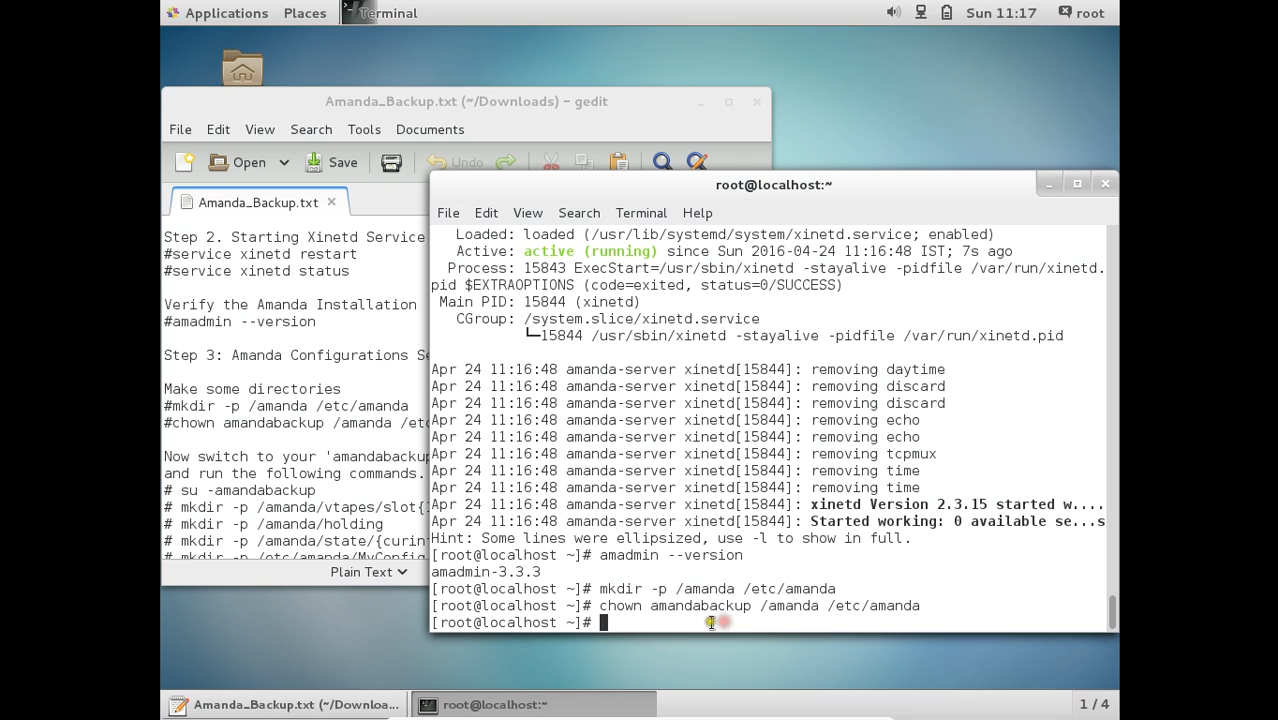 Applications Places Terminal Sun 11:17 root
Amanda_Backup.txt (~/Downloads) – gedit
File Edit View Search Tools Documents
Open Save Undo
Amanda_Backup.txt
Step 2. Starting Xinetd Service
#service xinetd restart
#service xinetd status
Verify the Amanda Installation
#amadmin --version
Step 3: Amanda Configurations Se
Make some directories
#mkdir -p /amanda /etc/amanda
#chown amandabackup /amanda /etc
Now switch to your 'amandabackup
and run the following commands.
# su -amandabackup
# mkdir -p /amanda/vtapes/slot{1
# mkdir -p /amanda/holding
# mkdir -p /amanda/state/{curinf
# mkdir -p /etc/amanda/MyConfig
Plain Text
root@localhost:~
File Edit View Search Terminal Help
Loaded: loaded (/usr/lib/systemd/system/xinetd.service; enabled)
Active: active (running) since Sun 2016-04-24 11:16:48 IST; 7s ago
Process: 15843 ExecStart=/usr/sbin/xinetd -stayalive -pidfile /var/run/xinetd.
pid $EXTRAOPTIONS (code=exited, status=0/SUCCESS)
Main PID: 15844 (xinetd)
CGroup: /system.slice/xinetd.service
└─15844 /usr/sbin/xinetd -stayalive -pidfile /var/run/xinetd.pid
Apr 24 11:16:48 amanda-server xinetd[15844]: removing daytime
Apr 24 11:16:48 amanda-server xinetd[15844]: removing discard
Apr 24 11:16:48 amanda-server xinetd[15844]: removing discard
Apr 24 11:16:48 amanda-server xinetd[15844]: removing echo
Apr 24 11:16:48 amanda-server xinetd[15844]: removing echo
Apr 24 11:16:48 amanda-server xinetd[15844]: removing tcpmux
Apr 24 11:16:48 amanda-server xinetd[15844]: removing time
Apr 24 11:16:48 amanda-server xinetd[15844]: removing time
Apr 24 11:16:48 amanda-server xinetd[15844]: xinetd Version 2.3.15 started w....
Apr 24 11:16:48 amanda-server xinetd[15844]: Started working: 0 available se...s
Hint: Some lines were ellipsized, use -l to show in full.
[root@localhost ~]# amadmin --version
amadmin-3.3.3
[root@localhost ~]# mkdir -p /amanda /etc/amanda
[root@localhost ~]# chown amandabackup /amanda /etc/amanda
[root@localhost ~]#
Amanda_Backup.txt (~/Downloa... root@localhost:~ 1 / 4